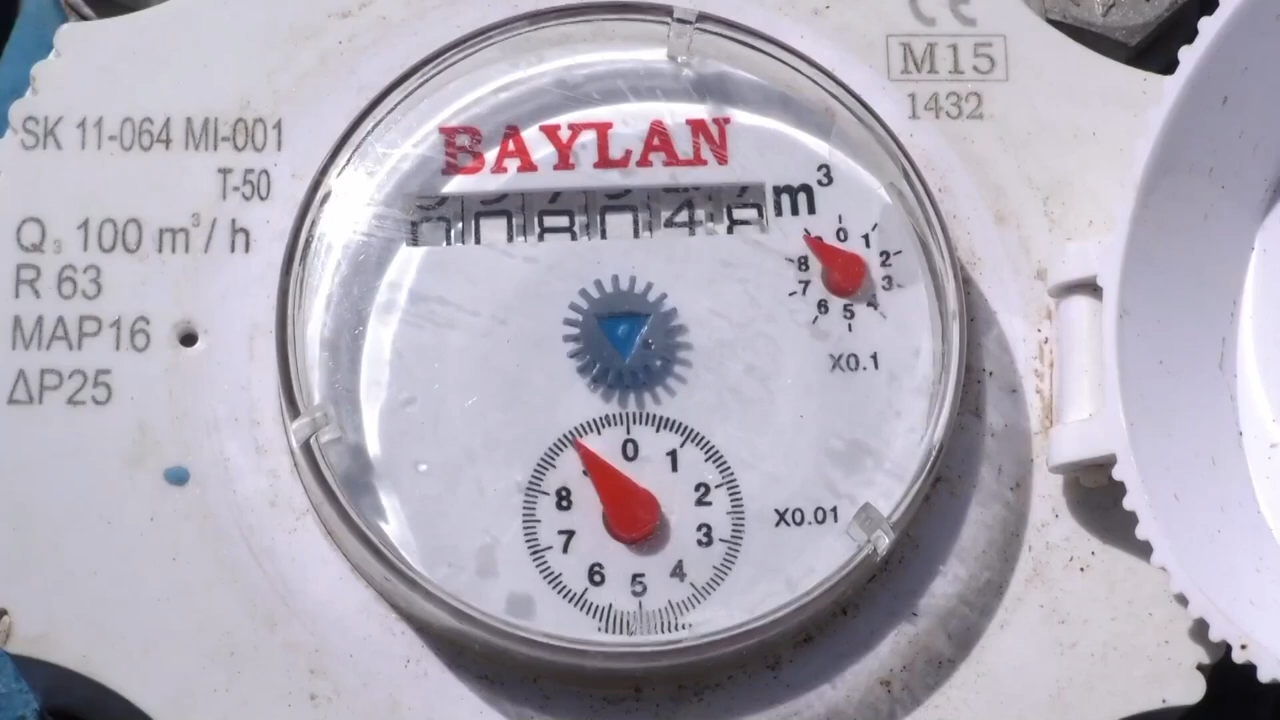 CE
M15
1432
SK 11-064 MI-001
T-50
Q3 100 m³/ h
R 63
MAP16
ΔP25
BAYLAN
008048 m³
0 1 2 3 4 5 6 7 8
X0.1
0 1 2 3 4 5 6 7 8
X0.01